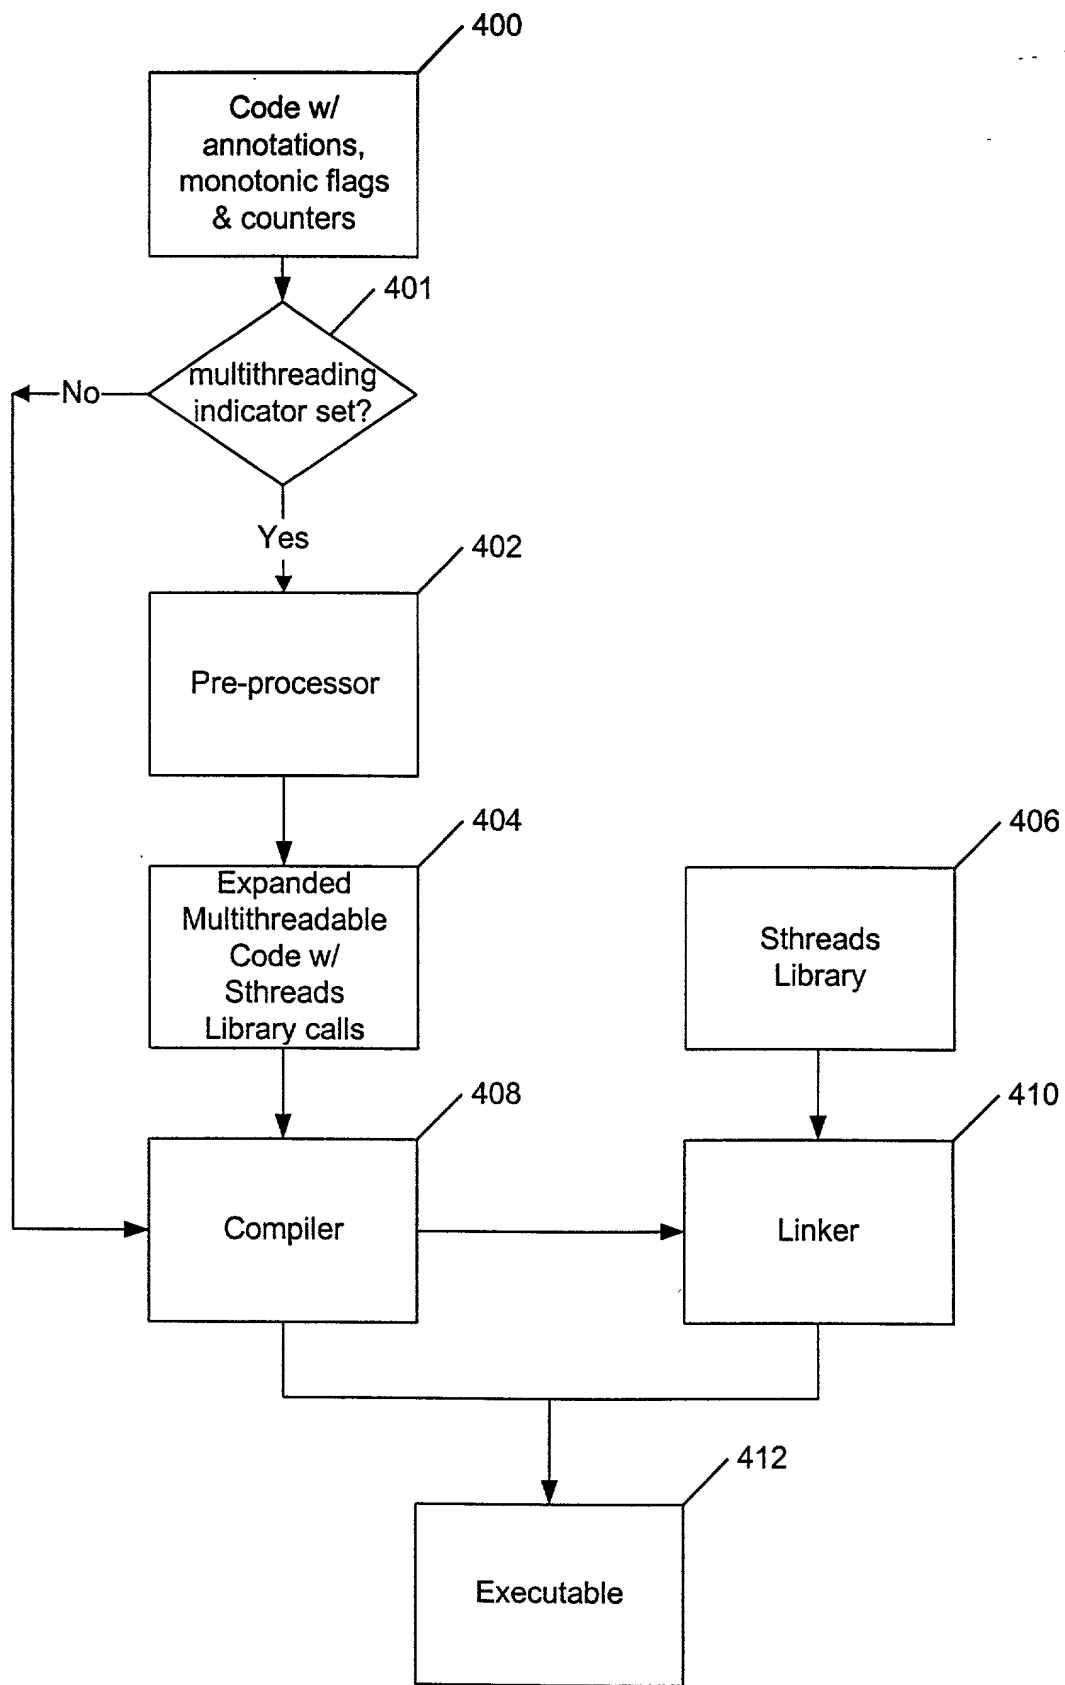 400
Code w/
annotations,
monotonic flags
& counters
401
multithreading
indicator set?
No
Yes
402
Pre-processor
404
Expanded
Multithreadable
Code w/
Sthreads
Library calls
406
Sthreads
Library
408
Compiler
410
Linker
412
Executable